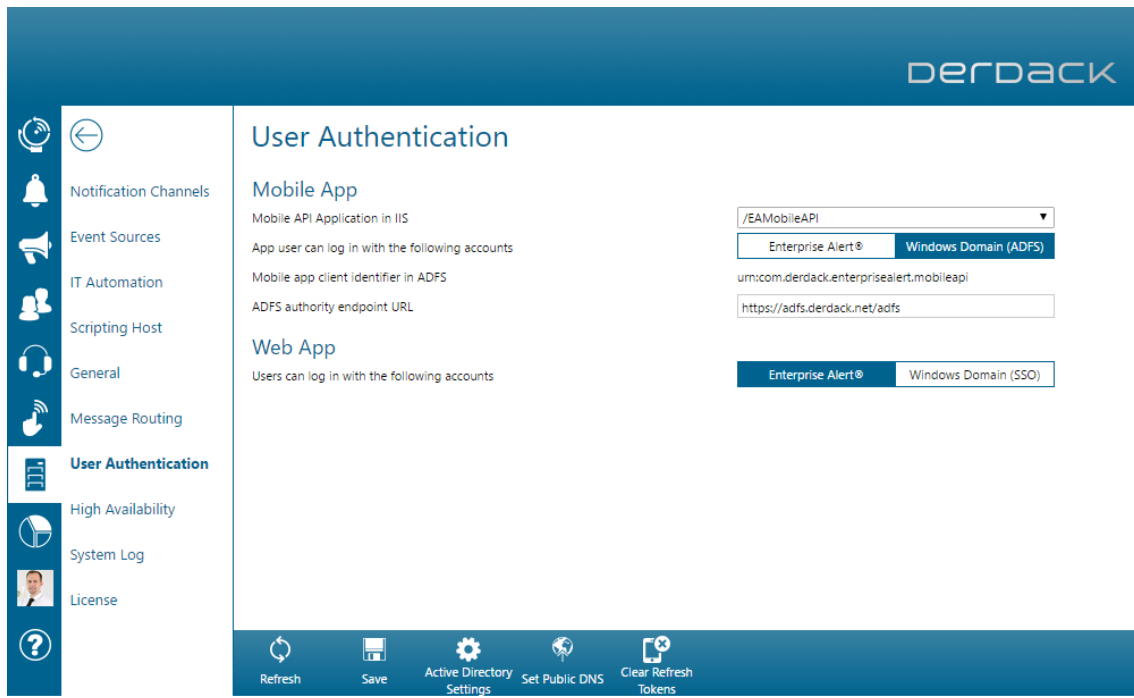 DERDACK
User Authentication
Notification Channels
Event Sources
IT Automation
Scripting Host
General
Message Routing
User Authentication
High Availability
System Log
License
Mobile App
Mobile API Application in IIS
/EAMobileAPI
App user can log in with the following accounts
Enterprise Alert® Windows Domain (ADFS)
Mobile app client identifier in ADFS
urn:com.derdack.enterprisealert.mobileapi
ADFS authority endpoint URL
https://adfs.derdack.net/adfs
Web App
Users can log in with the following accounts
Enterprise Alert® Windows Domain (SSO)
?
Refresh
Save
Active Directory
Settings
Set Public DNS
Clear Refresh
Tokens